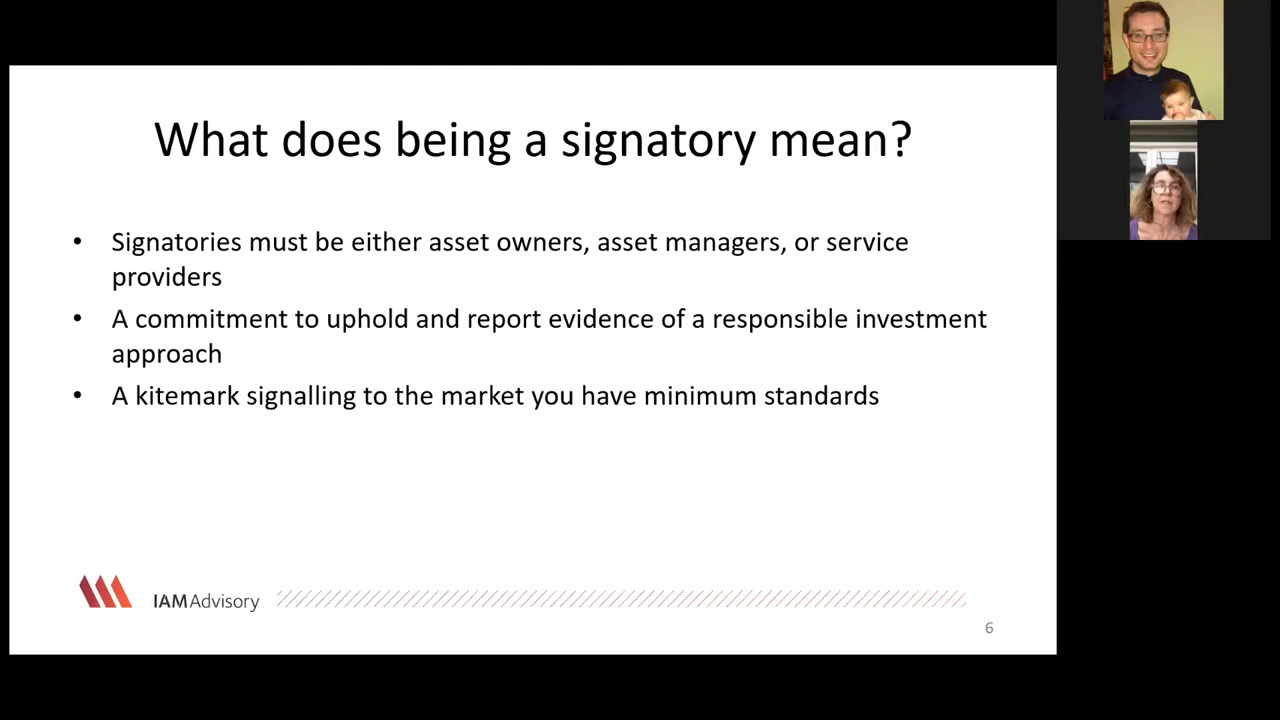 What does being a signatory mean?
• Signatories must be either asset owners, asset managers, or service
providers
• A commitment to uphold and report evidence of a responsible investment
approach
• A kitemark signalling to the market you have minimum standards
IAM Advisory
6